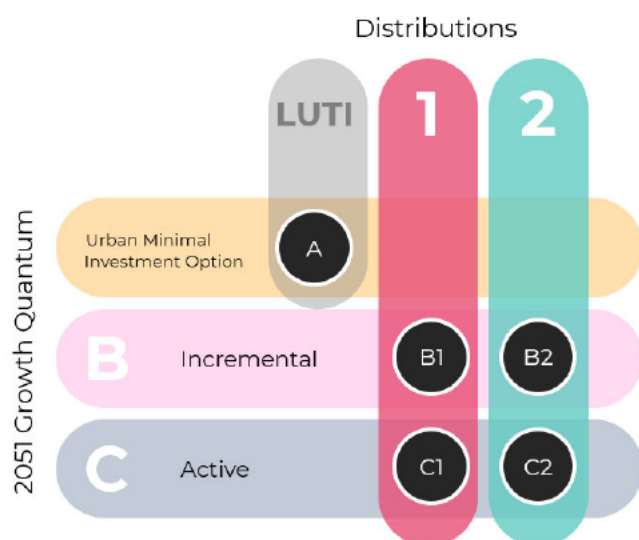 Distributions
LUTI
1
2
2051 Growth Quantum
Urban Minimal
Investment Option
A
B
Incremental
B1
B2
C
Active
C1
C2